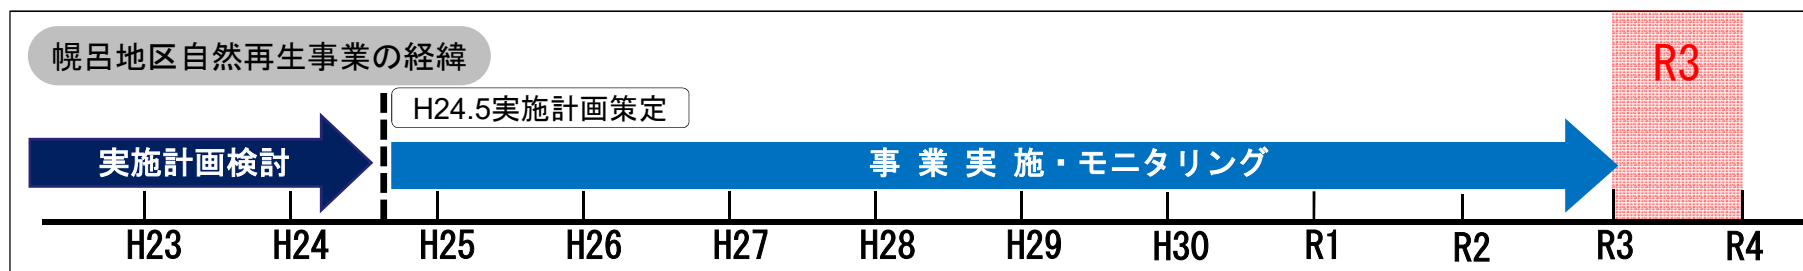 幌呂地区自然再生事業の経緯
R3
H24.5実施計画策定
実施計画検討
事業実施・モニタリング
H23 H24 H25 H26 H27 H28 H29 H30 R1 R2 R3 R4